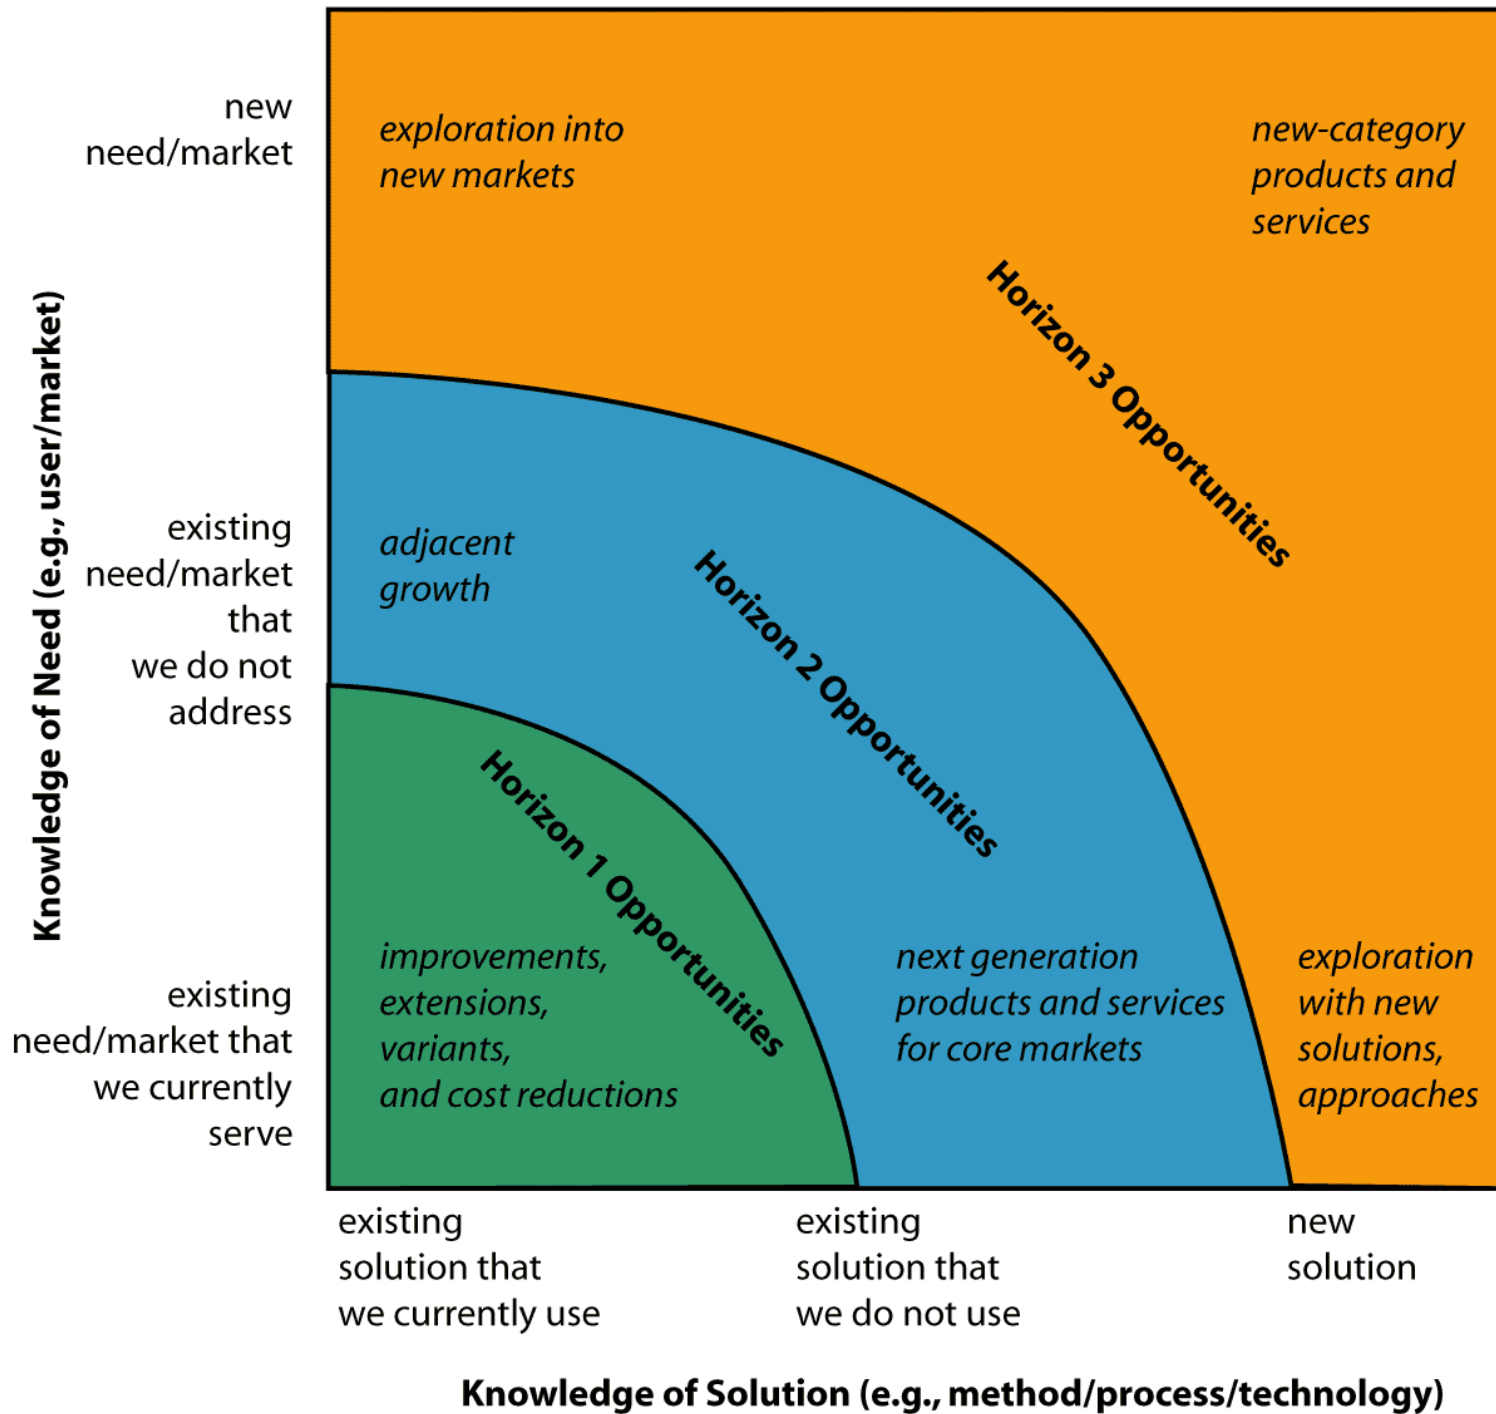 new
need/market
exploration into
new markets
new-category
products and
services
Horizon 3 Opportunities
Knowledge of Need (e.g., user/market)
existing
need/market
that
we do not
address
adjacent
growth
Horizon 2 Opportunities
Horizon 1 Opportunities
existing
need/market that
we currently
serve
improvements,
extensions,
variants,
and cost reductions
next generation
products and services
for core markets
exploration
with new
solutions,
approaches
existing
solution that
we currently use
existing
solution that
we do not use
new
solution
Knowledge of Solution (e.g., method/process/technology)